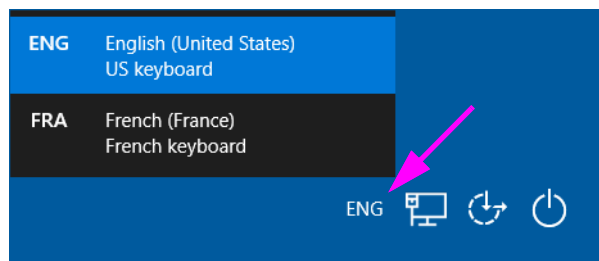 ENG English (United States)
US keyboard
FRA French (France)
French keyboard
ENG